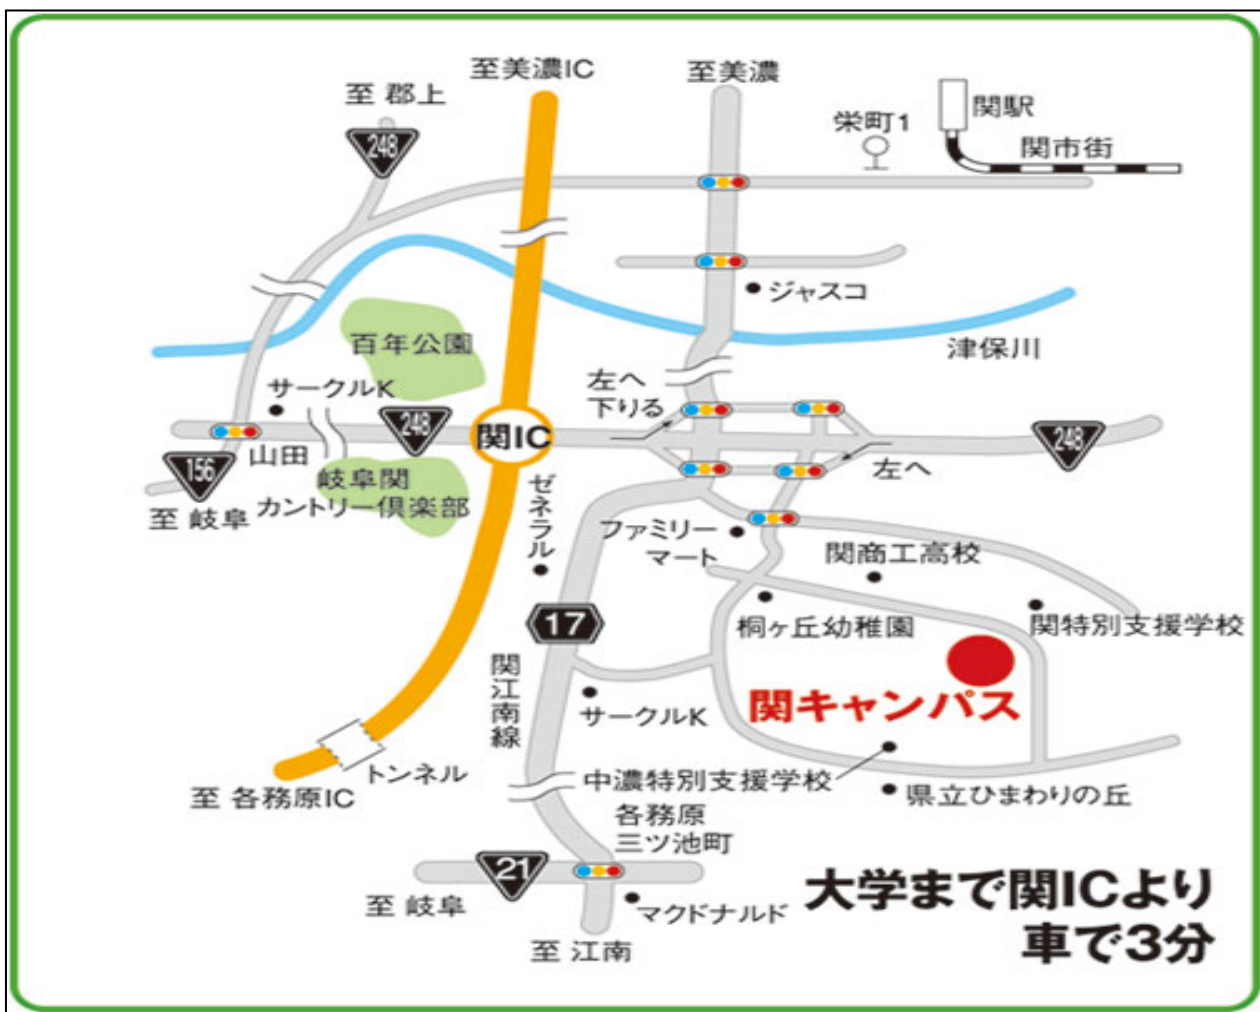 至美濃IC
至美濃
至 郡上
関駅
栄町1
248
関市街
ジャスコ
百年公園
津保川
左へ
下りる
サークルK
248
関IC
248
山田
左へ
156
岐阜関
カントリー倶楽部
至 岐阜
ゼネラル
ファミリー
マート
関商工高校
17
桐ヶ丘幼稚園
関特別支援学校
関江南線
サークルK
関キャンパス
トンネル
中濃特別支援学校
至 各務原IC
県立ひまわりの丘
各務原
三ツ池町
21
至 岐阜
マクドナルド
至 江南
大学まで関ICより
車で3分